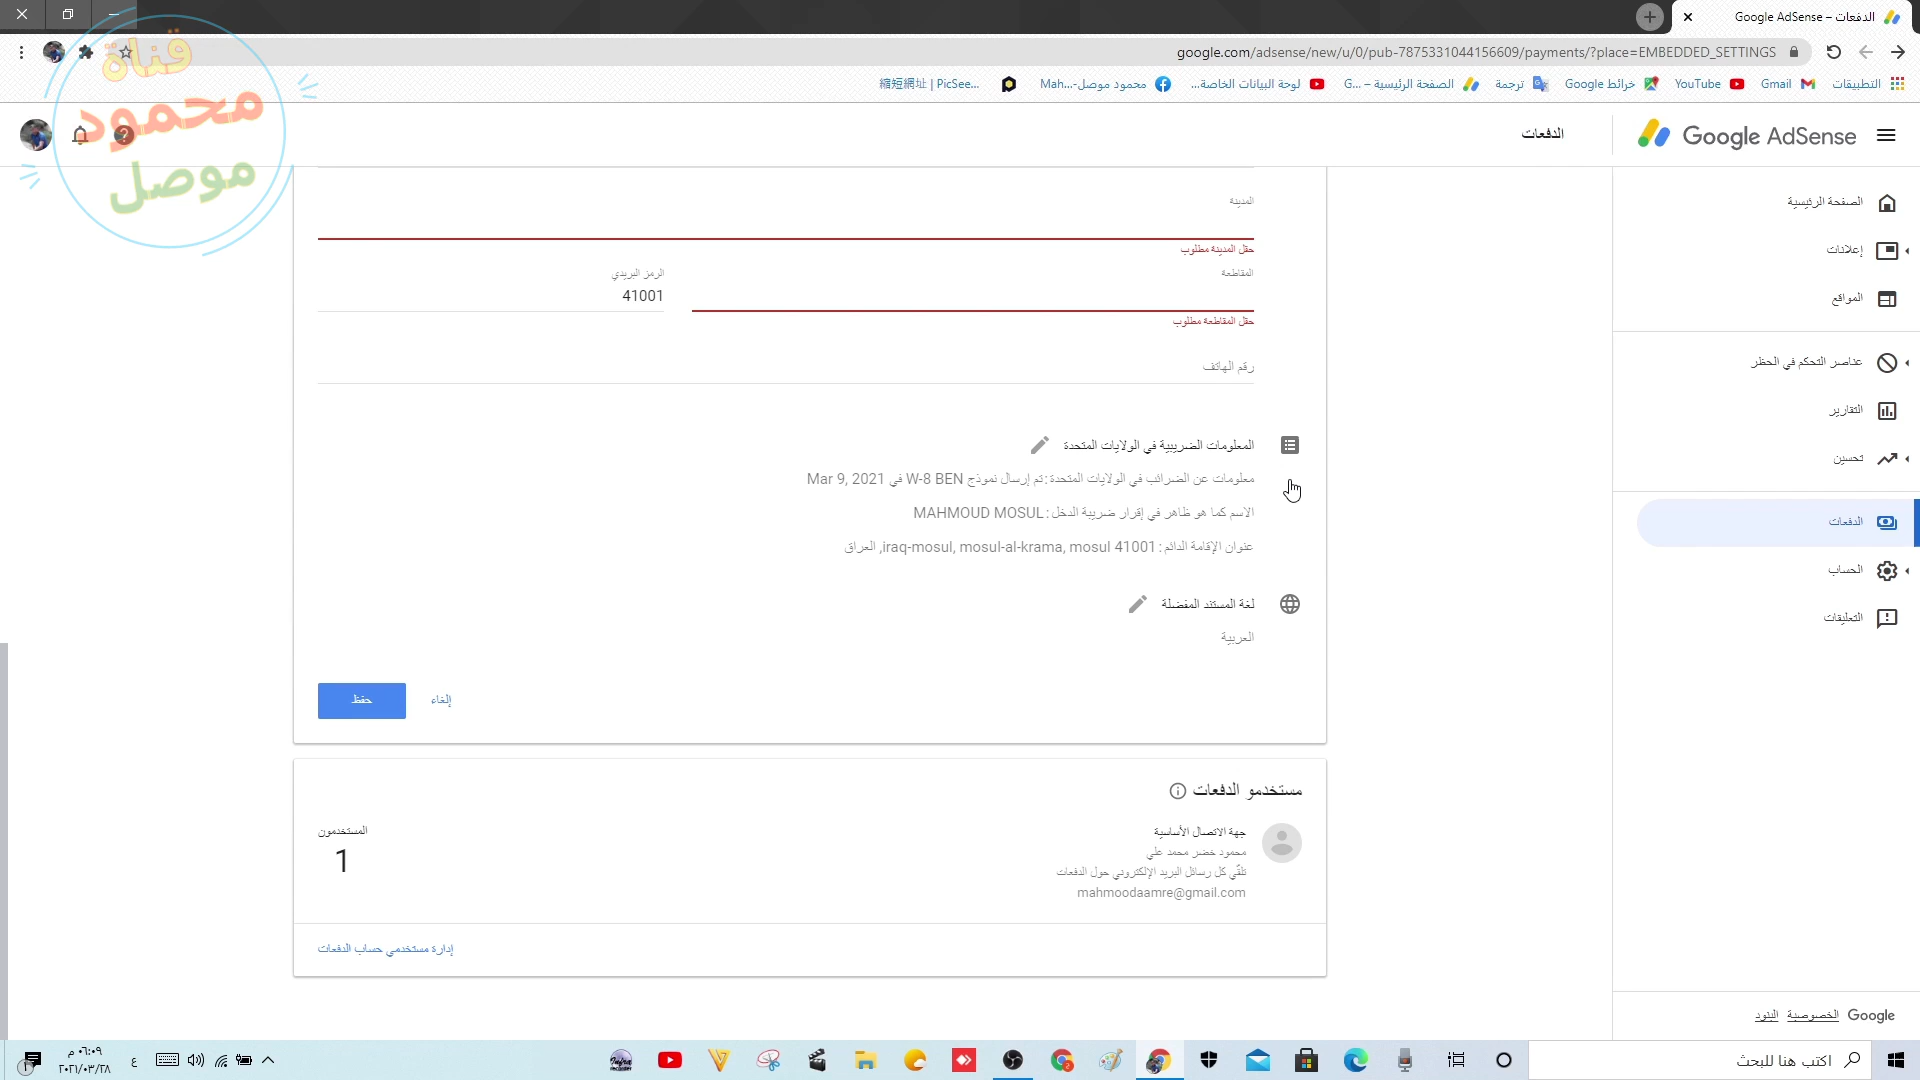 الدفعات – Google AdSense
google.com/adsense/new/u/0/pub-7875331044156609/payments/?place=EMBEDDED_SETTINGS
التطبيقات
Gmail
YouTube
خرائط Google
ترجمة
الصفحة الرئيسية – ...G
لوحة البيانات الخاصة...
محمود موصل-...Mah
縮短網址 | PicSee...
قناة
محمود
موصل
Google AdSense
الدفعات
الصفحة الرئيسية
إعلانات
المواقع
عناصر التحكم في الحظر
التقارير
تحسين
الدفعات
الحساب
التعليقات
المدينة
حقل المدينة مطلوب
المقاطعة
حقل المقاطعة مطلوب
الرمز البريدي
41001
رقم الهاتف
المعلومات الضريبية في الولايات المتحدة
معلومات عن الضرائب في الولايات المتحدة: تم إرسال نموذج W-8 BEN في Mar 9, 2021
الاسم كما هو ظاهر في إقرار ضريبة الدخل: MAHMOUD MOSUL
عنوان الإقامة الدائم: iraq-mosul, mosul-al-krama, mosul 41001, العراق
لغة المستند المفضلة
العربية
إلغاء
حفظ
مستخدمو الدفعات
جهة الاتصال الأساسية
محمود خضر محمد علي
تلقّي كل رسائل البريد الإلكتروني حول الدفعات
mahmoodaamre@gmail.com
المستخدمون
1
إدارة مستخدمي حساب الدفعات
Google الخصوصية البنود
اكتب هنا للبحث
ع
٠٦:٠٩ م
٢٠٢١/٠٣/٢٨